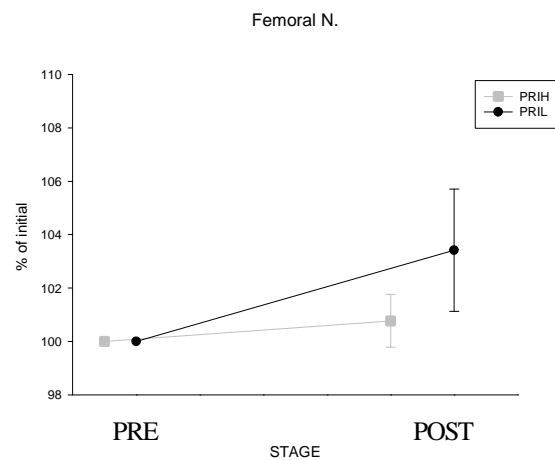 Femoral N.
110
108
106
104
102
100
98
% of initial
PRIH
PRIL
PRE
POST
STAGE